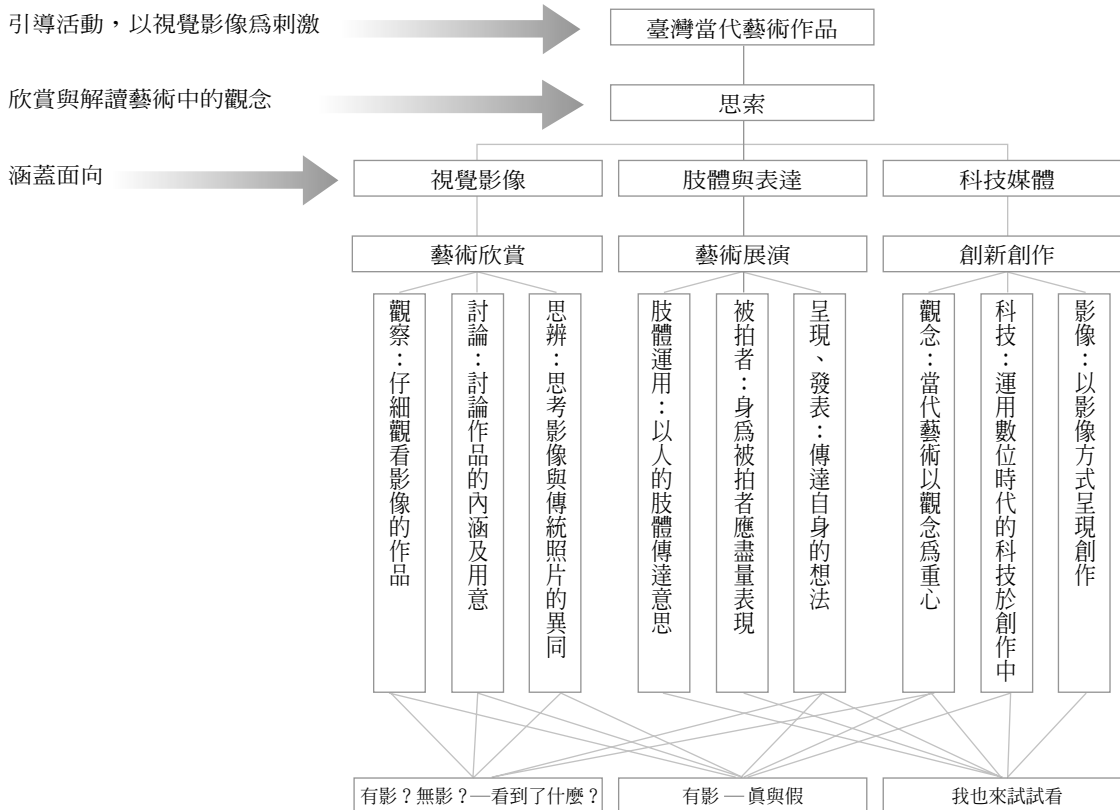 引導活動，以視覺影像爲刺激
臺灣當代藝術作品
欣賞與解讀藝術中的觀念
思索
涵蓋面向
視覺影像
肢體與表達
科技媒體
藝術欣賞
藝術展演
創新創作
觀察：仔細觀看影像的作品
討論：討論作品的內涵及用意
思辨：思考影像與傳統照片的異同
肢體運用：以人的肢體傳達意思
被拍者：身爲被拍者應盡量表現
呈現、發表：傳達自身的想法
觀念：當代藝術以觀念爲重心
科技：運用數位時代的科技於創作中
影像：以影像方式呈現創作
有影？無影？—看到了什麼？
有影 — 眞與假
我也來試試看